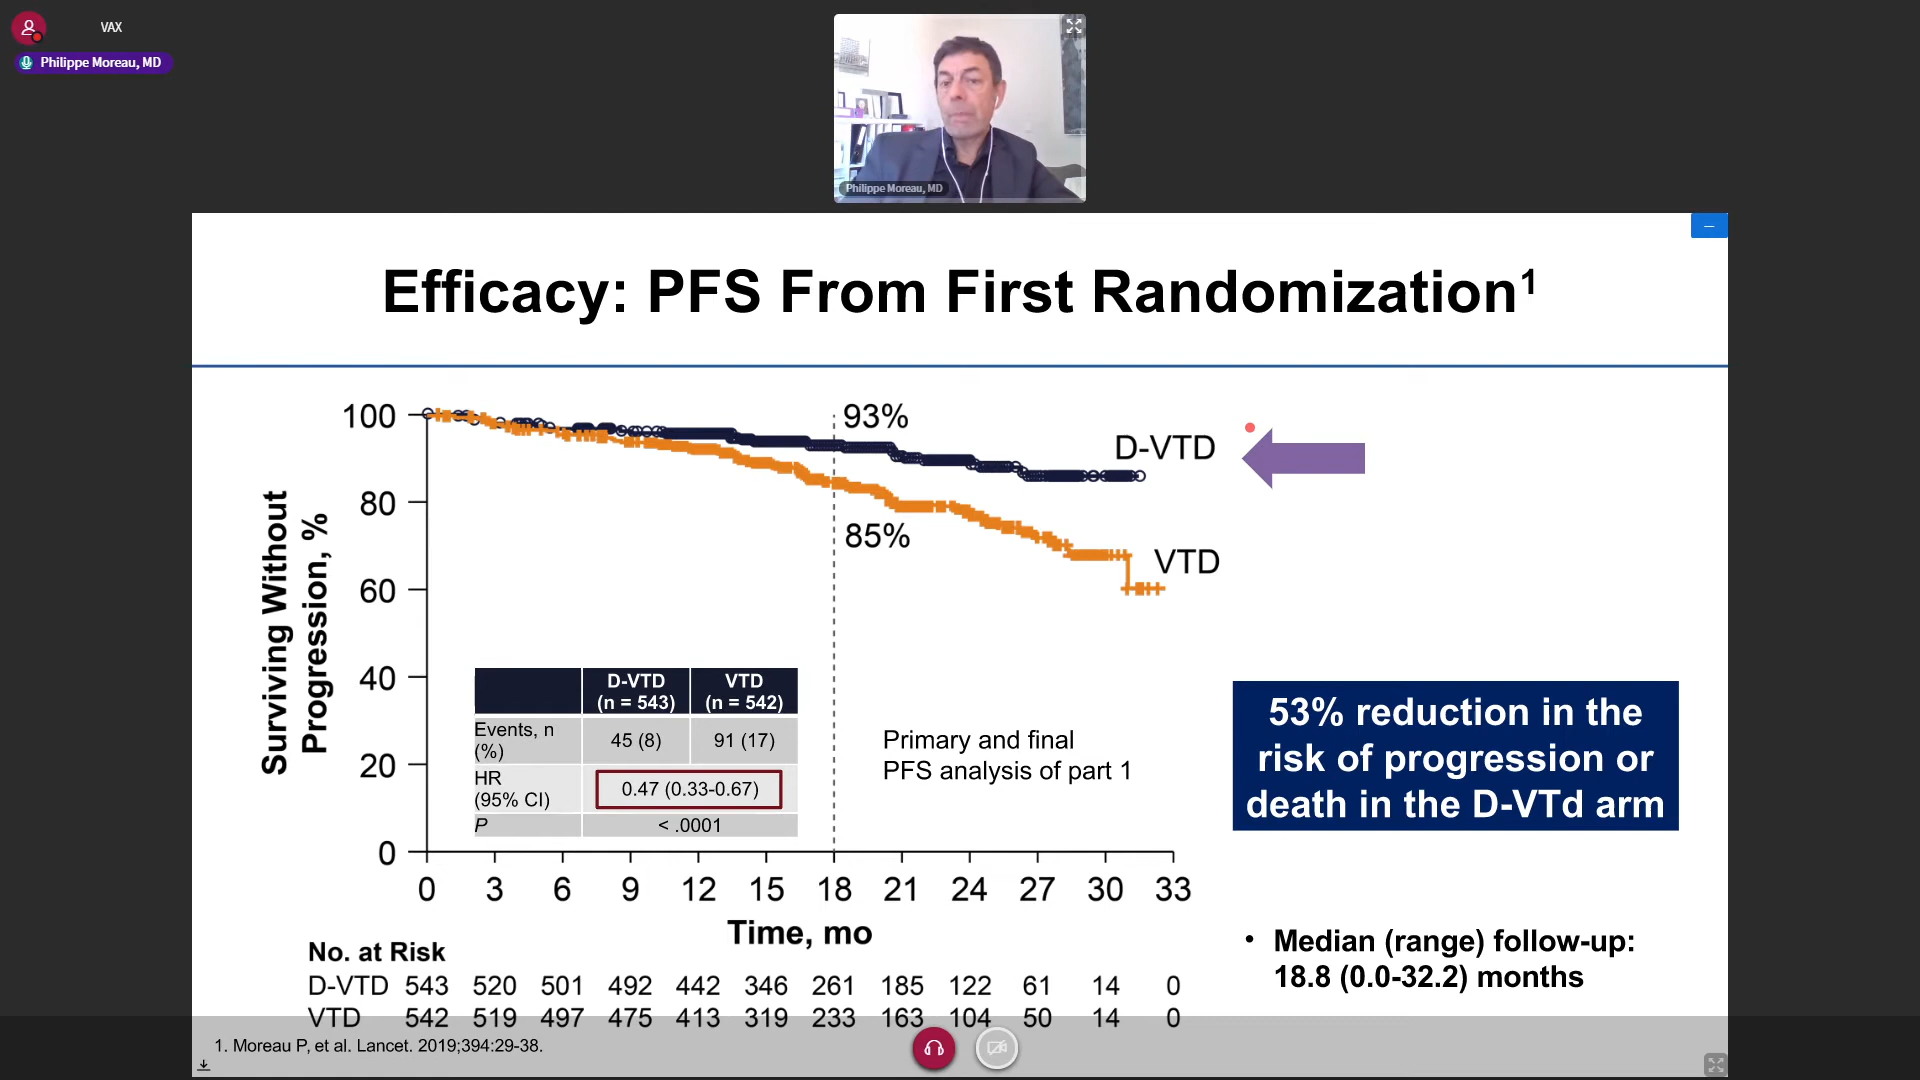 VAX
Philippe Moreau, MD
Philippe Moreau, MD
Efficacy: PFS From First Randomization¹
Surviving Without
Progression, %
100
80
60
40
20
0
93%
85%
D-VTD
VTD
D-VTD (n = 543) VTD (n = 542)
Events, n (%) 45 (8) 91 (17)
HR (95% CI) 0.47 (0.33-0.67)
P < .0001
Primary and final
PFS analysis of part 1
53% reduction in the
risk of progression or
death in the D-VTd arm
0 3 6 9 12 15 18 21 24 27 30 33
Time, mo
No. at Risk
D-VTD 543 520 501 492 442 346 261 185 122 61 14 0
VTD 542 519 497 475 413 319 233 163 104 50 14 0
• Median (range) follow-up:
18.8 (0.0-32.2) months
1. Moreau P, et al. Lancet. 2019;394:29-38.